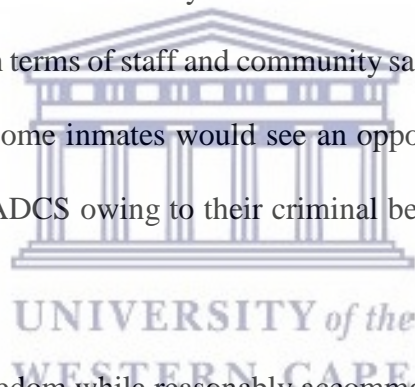 n terms of staff and community sa
ome inmates would see an oppo
ADCS owing to their criminal be
UNIVERSITY of the
edom while reasonably accomm
WESTERN CAPE